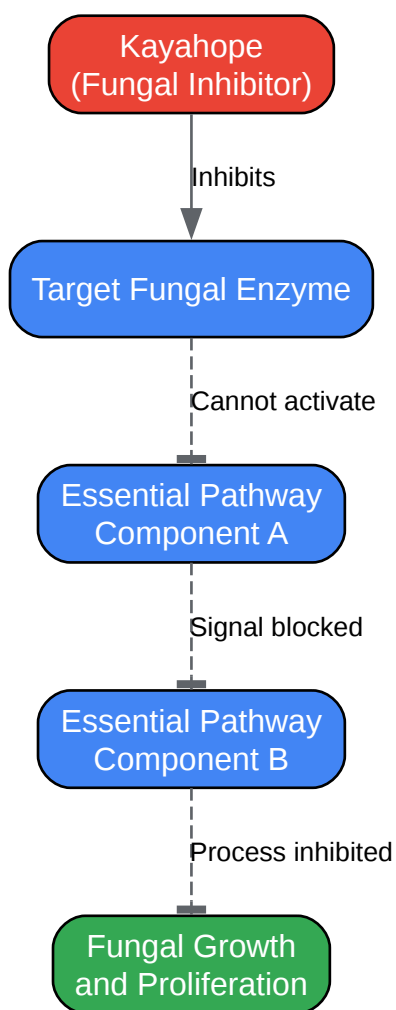 Kayahope
(Fungal Inhibitor)
Inhibits
Target Fungal Enzyme
Cannot activate
Essential Pathway
Component A
Signal blocked
Essential Pathway
Component B
Process inhibited
Fungal Growth
and Proliferation